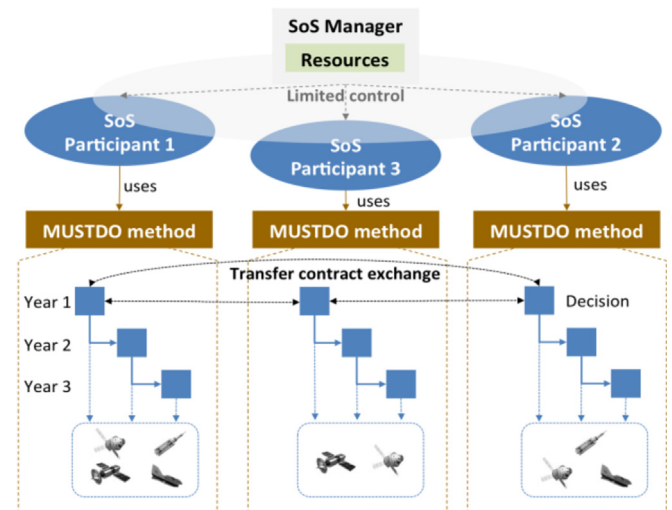 SoS Manager
Resources
Limited control
SoS
Participant 1
SoS
Participant 3
SoS
Participant 2
uses
uses
uses
MUSTDO method
MUSTDO method
MUSTDO method
Transfer contract exchange
Year 1
Decision
Year 2
Year 3